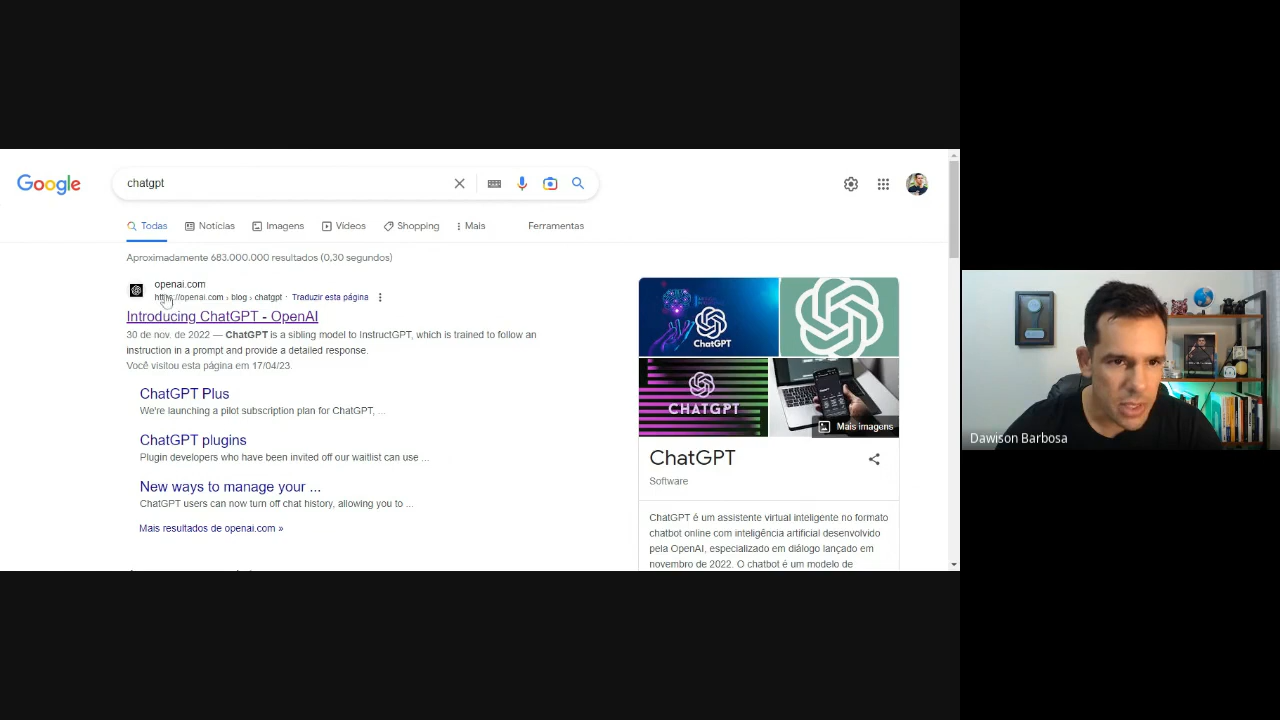 Google
chatgpt
Todas
Notícias
Imagens
Vídeos
Shopping
Mais
Ferramentas
Aproximadamente 683.000.000 resultados (0,30 segundos)
openai.com
https://openai.com › blog › chatgpt · Traduzir esta página
Introducing ChatGPT - OpenAI
30 de nov. de 2022 — ChatGPT is a sibling model to InstructGPT, which is trained to follow an
instruction in a prompt and provide a detailed response.
Você visitou esta página em 17/04/23.
ChatGPT Plus
We're launching a pilot subscription plan for ChatGPT, ...
ChatGPT plugins
Plugin developers who have been invited off our waitlist can use ...
New ways to manage your ...
ChatGPT users can now turn off chat history, allowing you to ...
Mais resultados de openai.com »
ChatGPT
CHATGPT
Mais imagens
ChatGPT
Software
ChatGPT é um assistente virtual inteligente no formato
chatbot online com inteligência artificial desenvolvido
pela OpenAI, especializado em diálogo lançado em
novembro de 2022. O chatbot é um modelo de
Dawison Barbosa